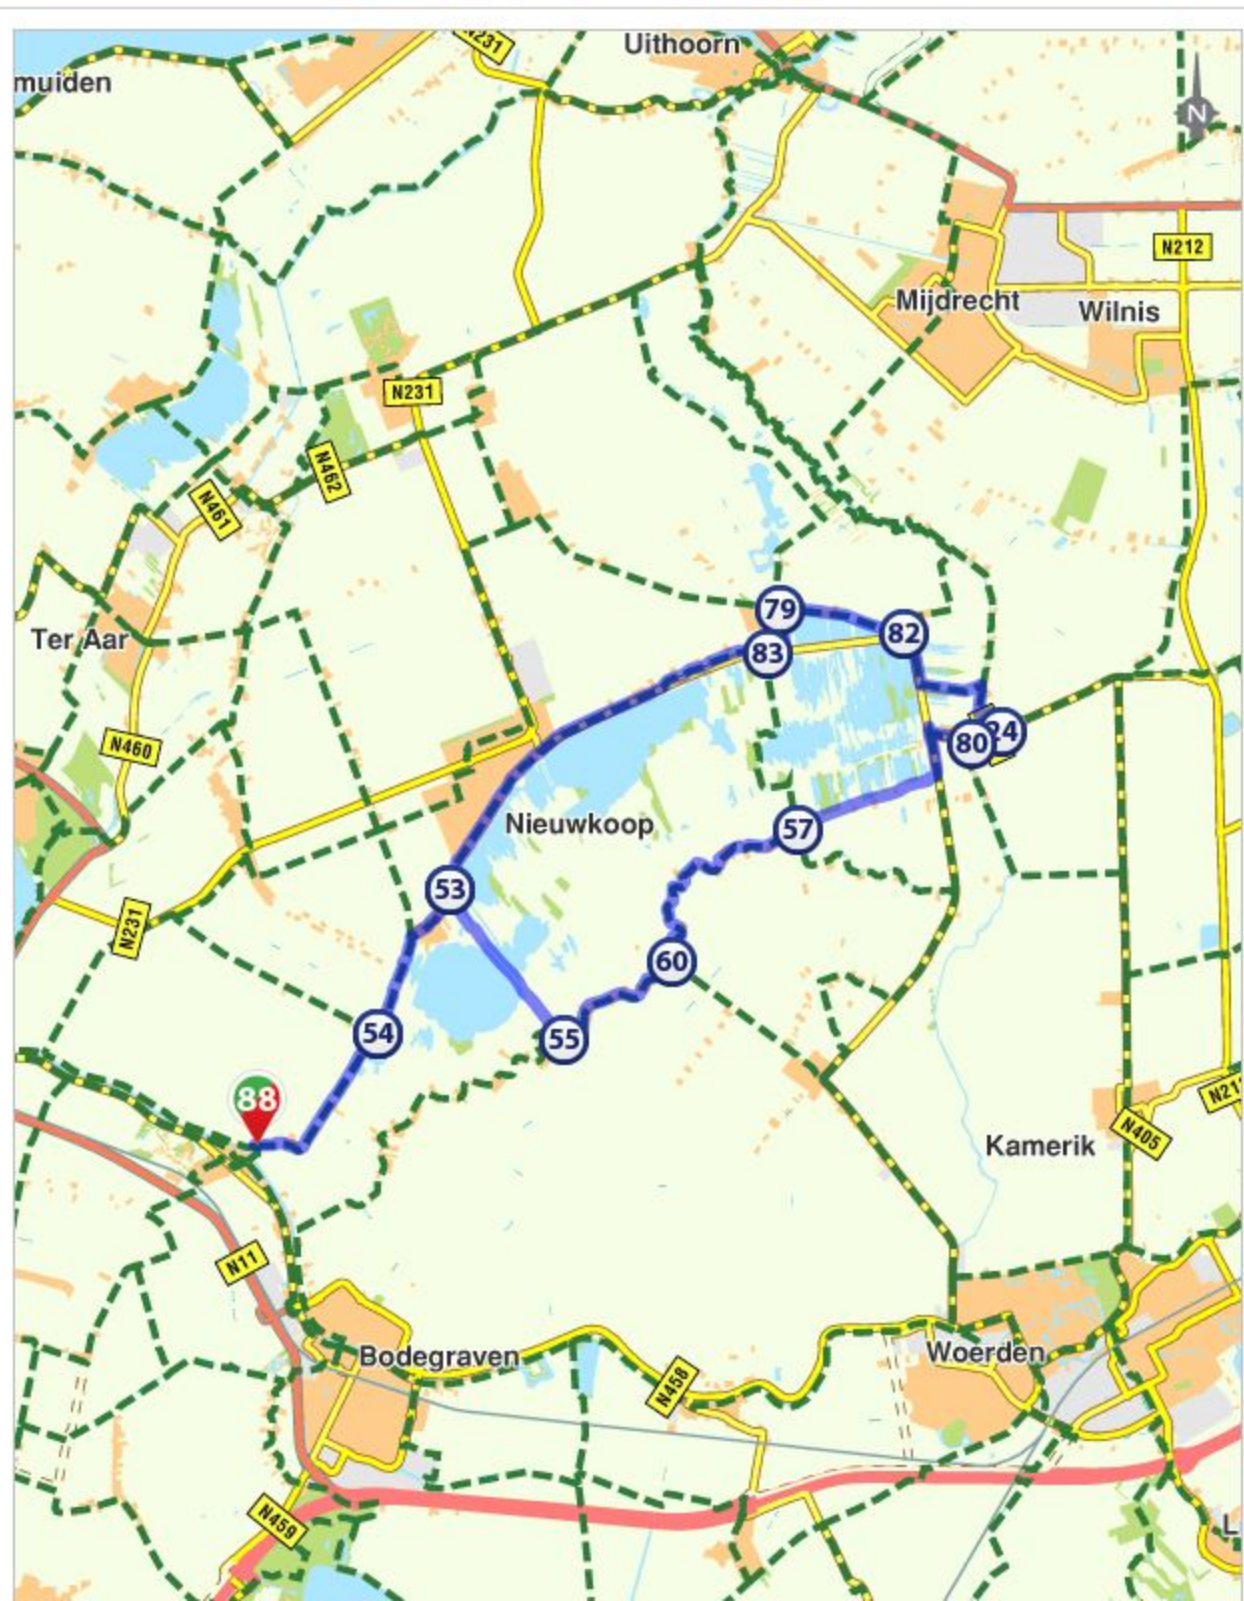 N231
Uithoorn
muiden
N
N212
Mijdrecht
Wilnis
N231
N462
N461
79
82
83
Ter Aar
24
80
N460
57
Nieuwkoop
53
N231
60
54
55
88
N405
Kamerik
N11
Bodegraven
Woerden
N458
N459
L